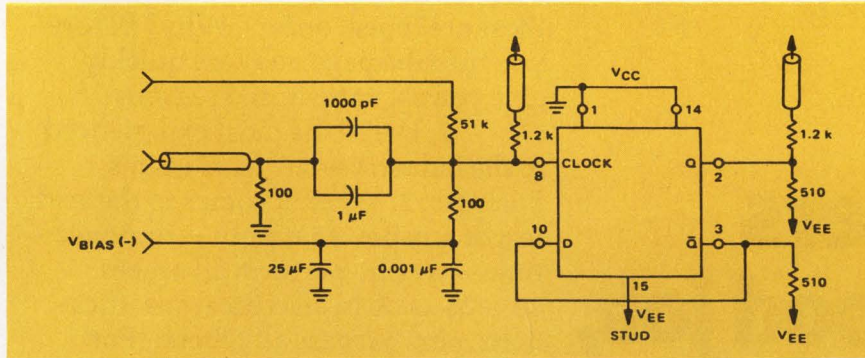 VCC
1000 pF
51 k
1.2 k
1
14
1.2 k
CLOCK
8
Q
2
100
1 μF
100
510
VBIAS (-)
10
D
3
Q̄
VEE
25 μF
0.001 μF
15
510
VEE
STUD
VEE